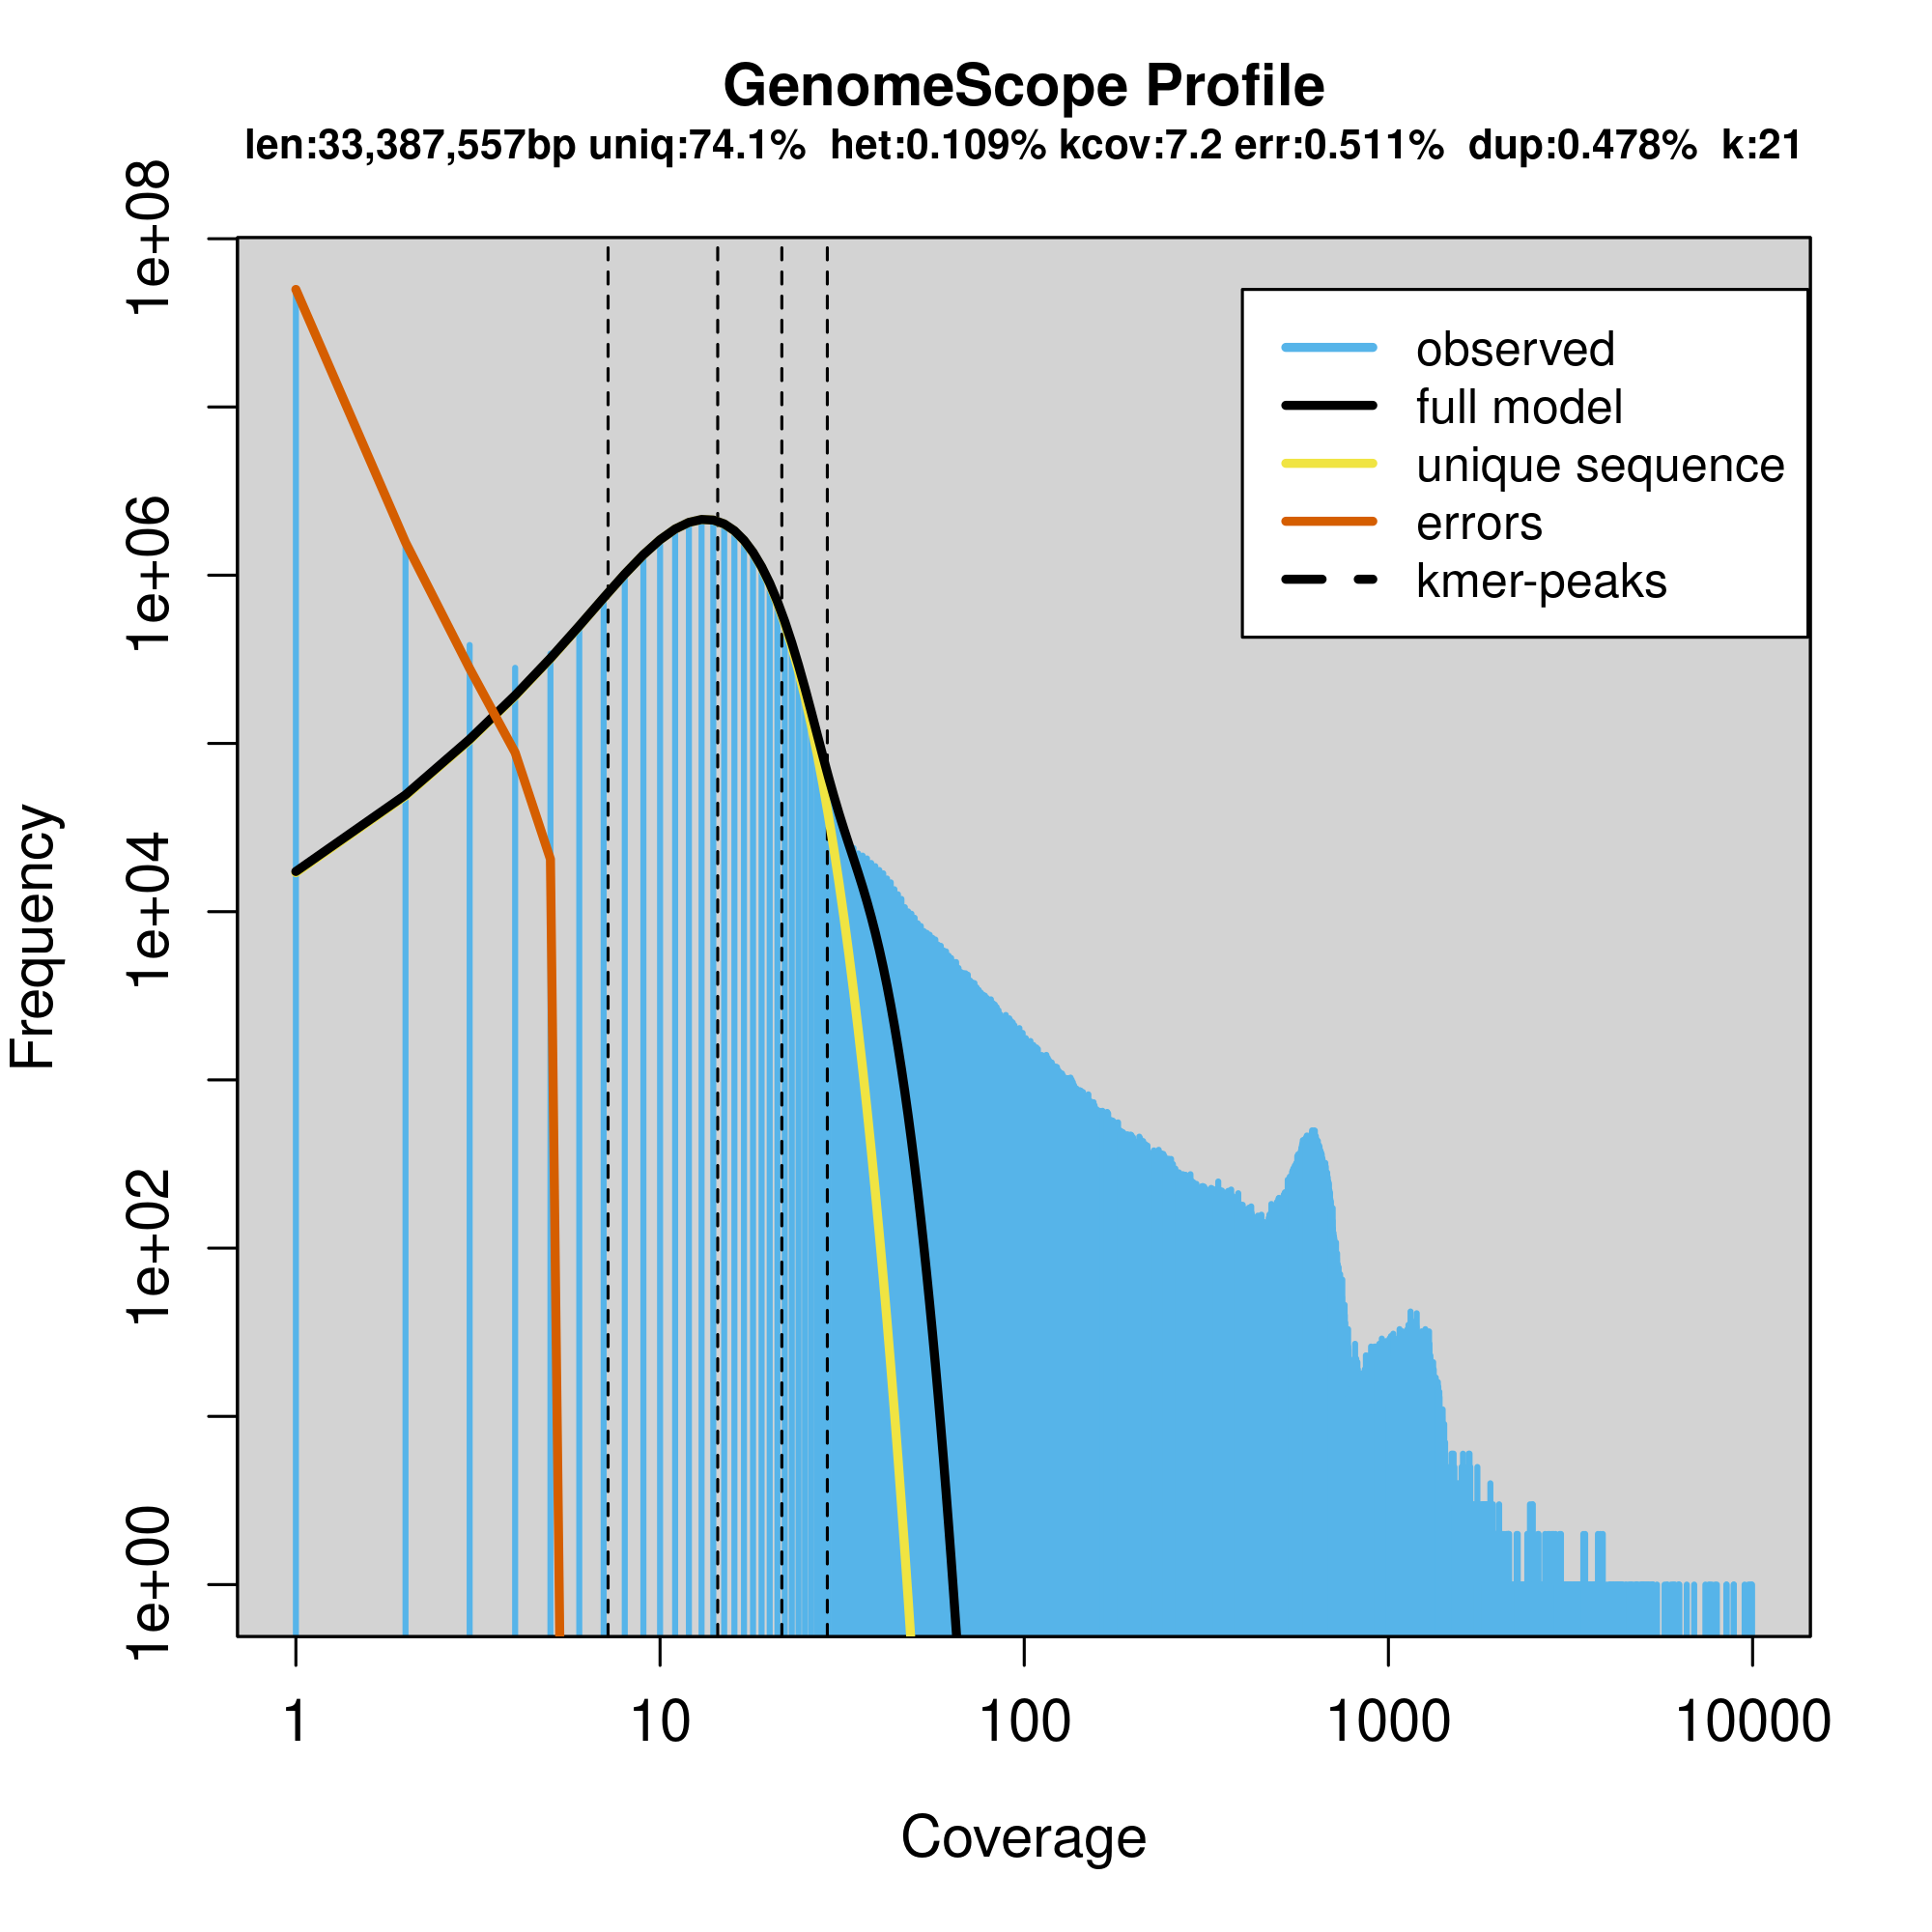 GenomeScope Profile
len:33,387,557bp uniq:74.1% het:0.109% kcov:7.2 err:0.511% dup:0.478% k:21
Frequency
1e+08
1e+06
1e+04
1e+02
1e+00
observed
full model
unique sequence
errors
kmer-peaks
1 10 100 1000 10000
Coverage